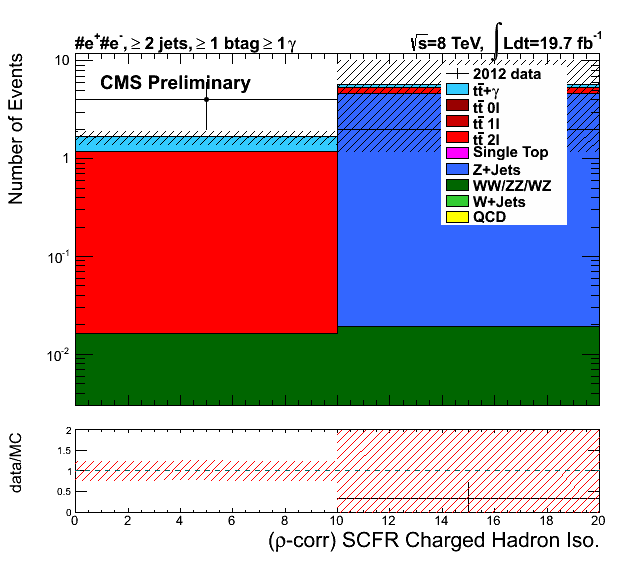 #e⁺#e⁻, ≥ 2 jets, ≥ 1 btag ≥ 1 γ
√s=8 TeV, ∫Ldt=19.7 fb⁻¹
CMS Preliminary
Number of Events
10
1
10⁻¹
10⁻²
2012 data
tt̄+γ
tt̄ 0l
tt̄ 1l
tt̄ 2l
Single Top
Z+Jets
WW/ZZ/WZ
W+Jets
QCD
data/MC
2
1.5
1
0.5
0
0 2 4 6 8 10 12 14 16 18 20
(ρ-corr) SCFR Charged Hadron Iso.